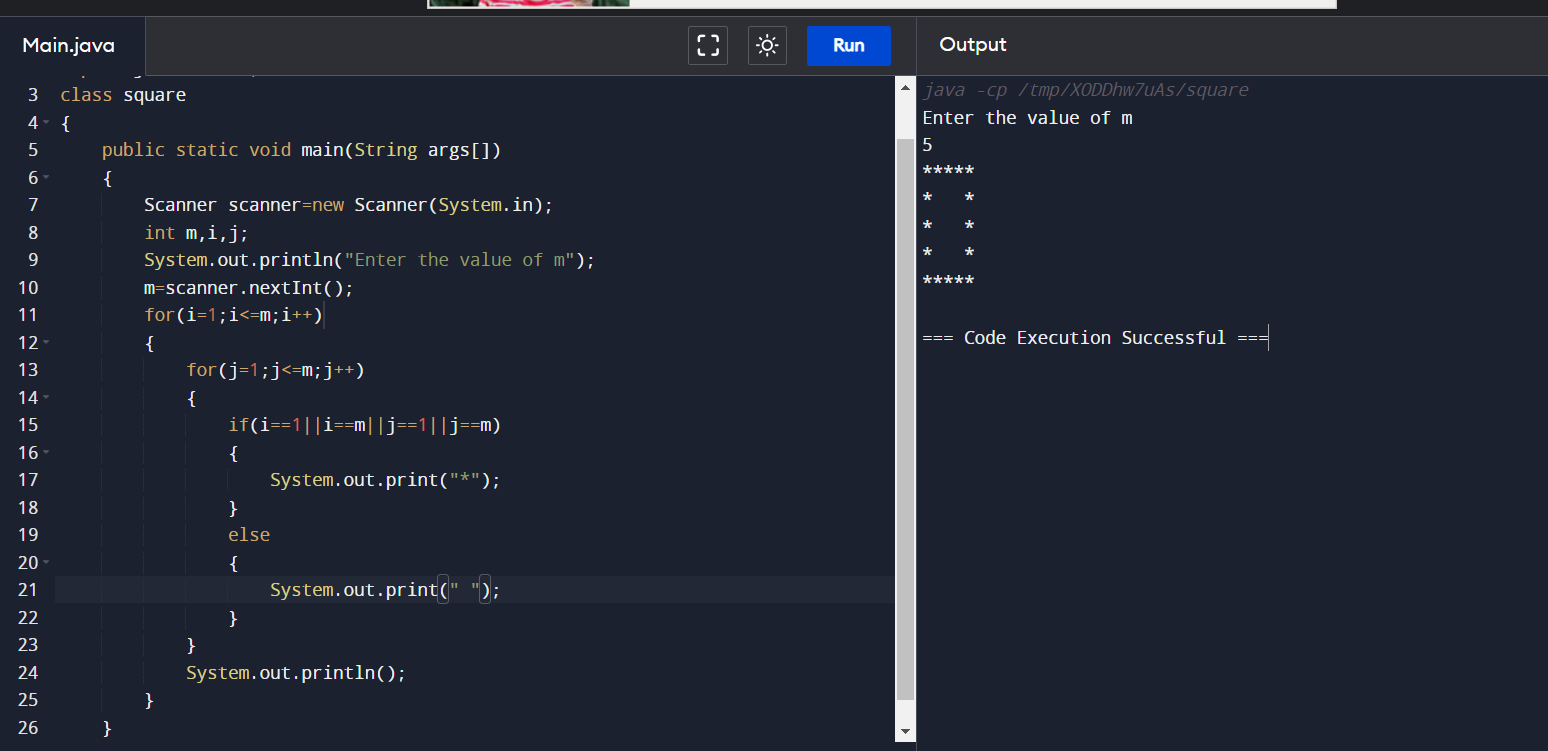 Main.java
Run
Output
3 class square
4 {
5 public static void main(String args[])
6 {
7 Scanner scanner=new Scanner(System.in);
8 int m,i,j;
9 System.out.println("Enter the value of m");
10 m=scanner.nextInt();
11 for(i=1;i<=m;i++)
12 {
13 for(j=1;j<=m;j++)
14 {
15 if(i==1||i==m||j==1||j==m)
16 {
17 System.out.print("*");
18 }
19 else
20 {
21 System.out.print(" ");
22 }
23 }
24 System.out.println();
25 }
26 }
java -cp /tmp/XODDhw7uAs/square
Enter the value of m
5
*****
*   *
*   *
*   *
*****
=== Code Execution Successful ===